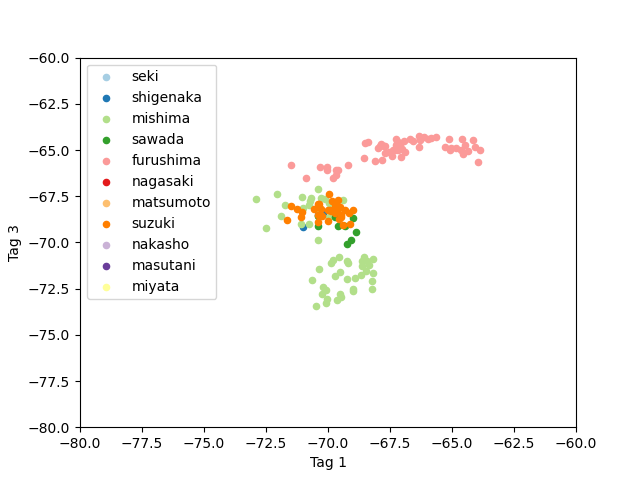 −60.0
−62.5
−65.0
−67.5
−70.0
−72.5
−75.0
−77.5
−80.0
Tag 3
seki
shigenaka
mishima
sawada
furushima
nagasaki
matsumoto
suzuki
nakasho
masutani
miyata
−80.0 −77.5 −75.0 −72.5 −70.0 −67.5 −65.0 −62.5 −60.0
Tag 1